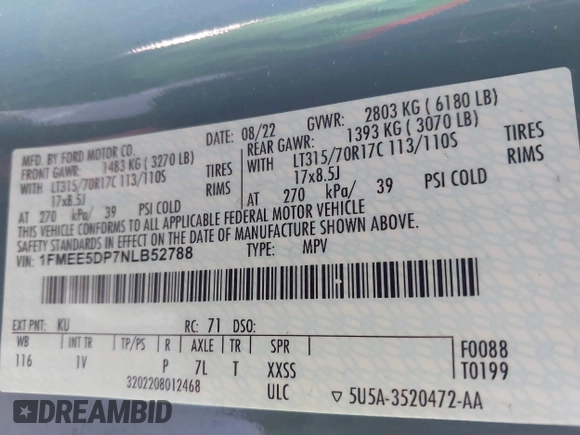 MFD. BY FORD MOTOR CO.
DATE: 08/22
GVWR: 2803 KG ( 6180 LB)
FRONT GAWR: 1483 KG ( 3270 LB)
REAR GAWR: 1393 KG ( 3070 LB)
WITH LT315/70R17C 113/110S TIRES
WITH LT315/70R17C 113/110S TIRES
17x8.5J RIMS
17x8.5J RIMS
AT 270 kPa/ 39 PSI COLD
AT 270 kPa/ 39 PSI COLD
THIS VEHICLE CONFORMS TO ALL APPLICABLE FEDERAL MOTOR VEHICLE
SAFETY STANDARDS IN EFFECT ON THE DATE OF MANUFACTURE SHOWN ABOVE.
VIN: 1FMEE5DP7NLB52788
TYPE: MPV
EXT PNT: KU RC: 71 DSO:
WB INT TR TP/PS R AXLE TR SPR
116 1V P 7L T XXSS
F0088
T0199
3202208012468 ULC
▽ 5U5A-3520472-AA
DREAMBID
START BIDDING TODAY